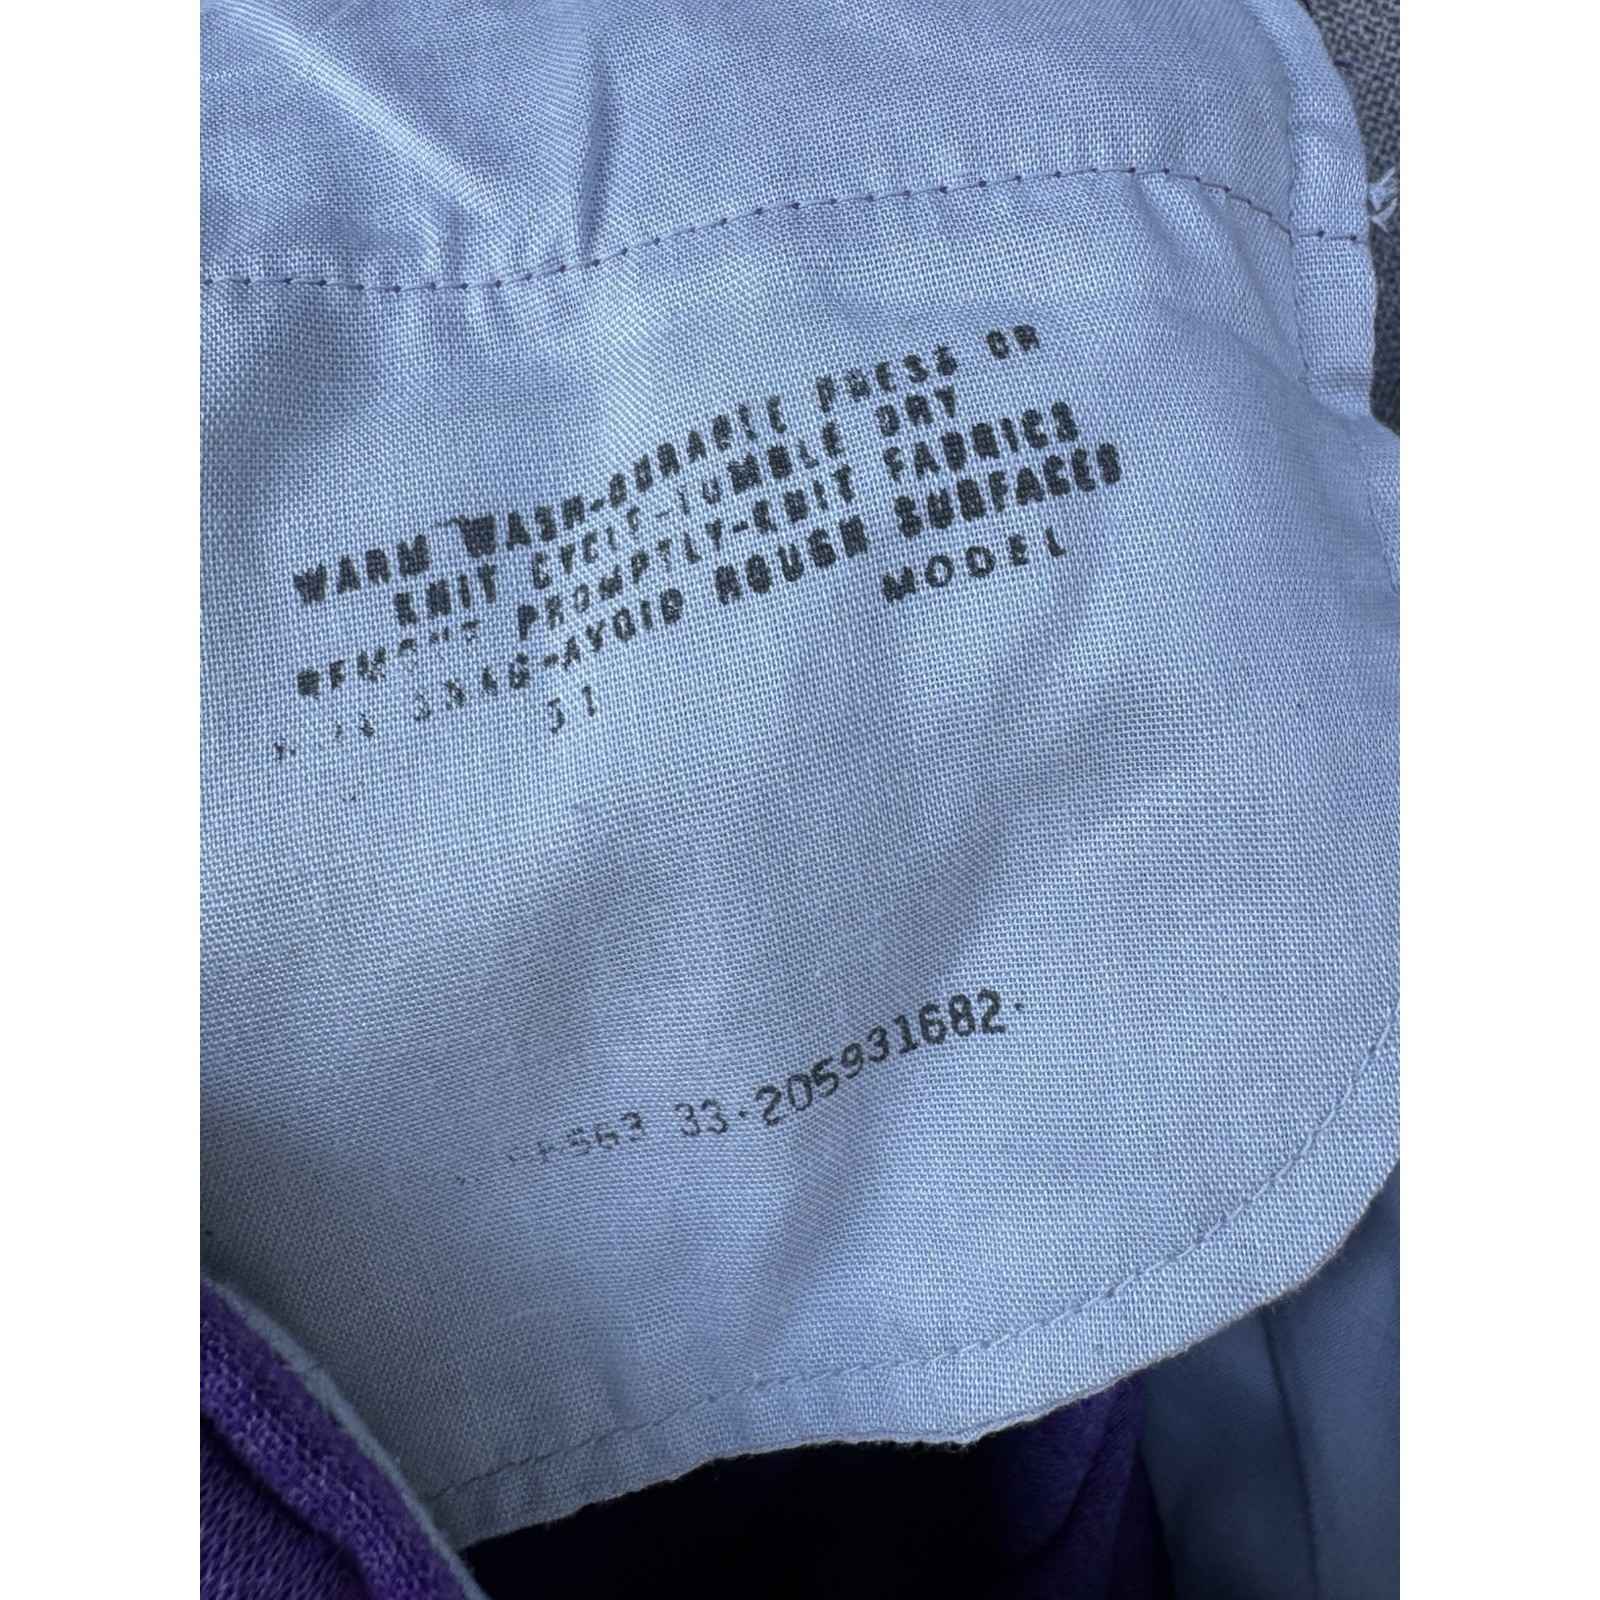 WARM WASH-DURABLE PRESS OR
KNIT CYCLE-TUMBLE DRY
REMOVE PROMPTLY-KNIT FABRICS
SNAG-AVOID ROUGH SURFACES
MODEL
563 33-205931682.